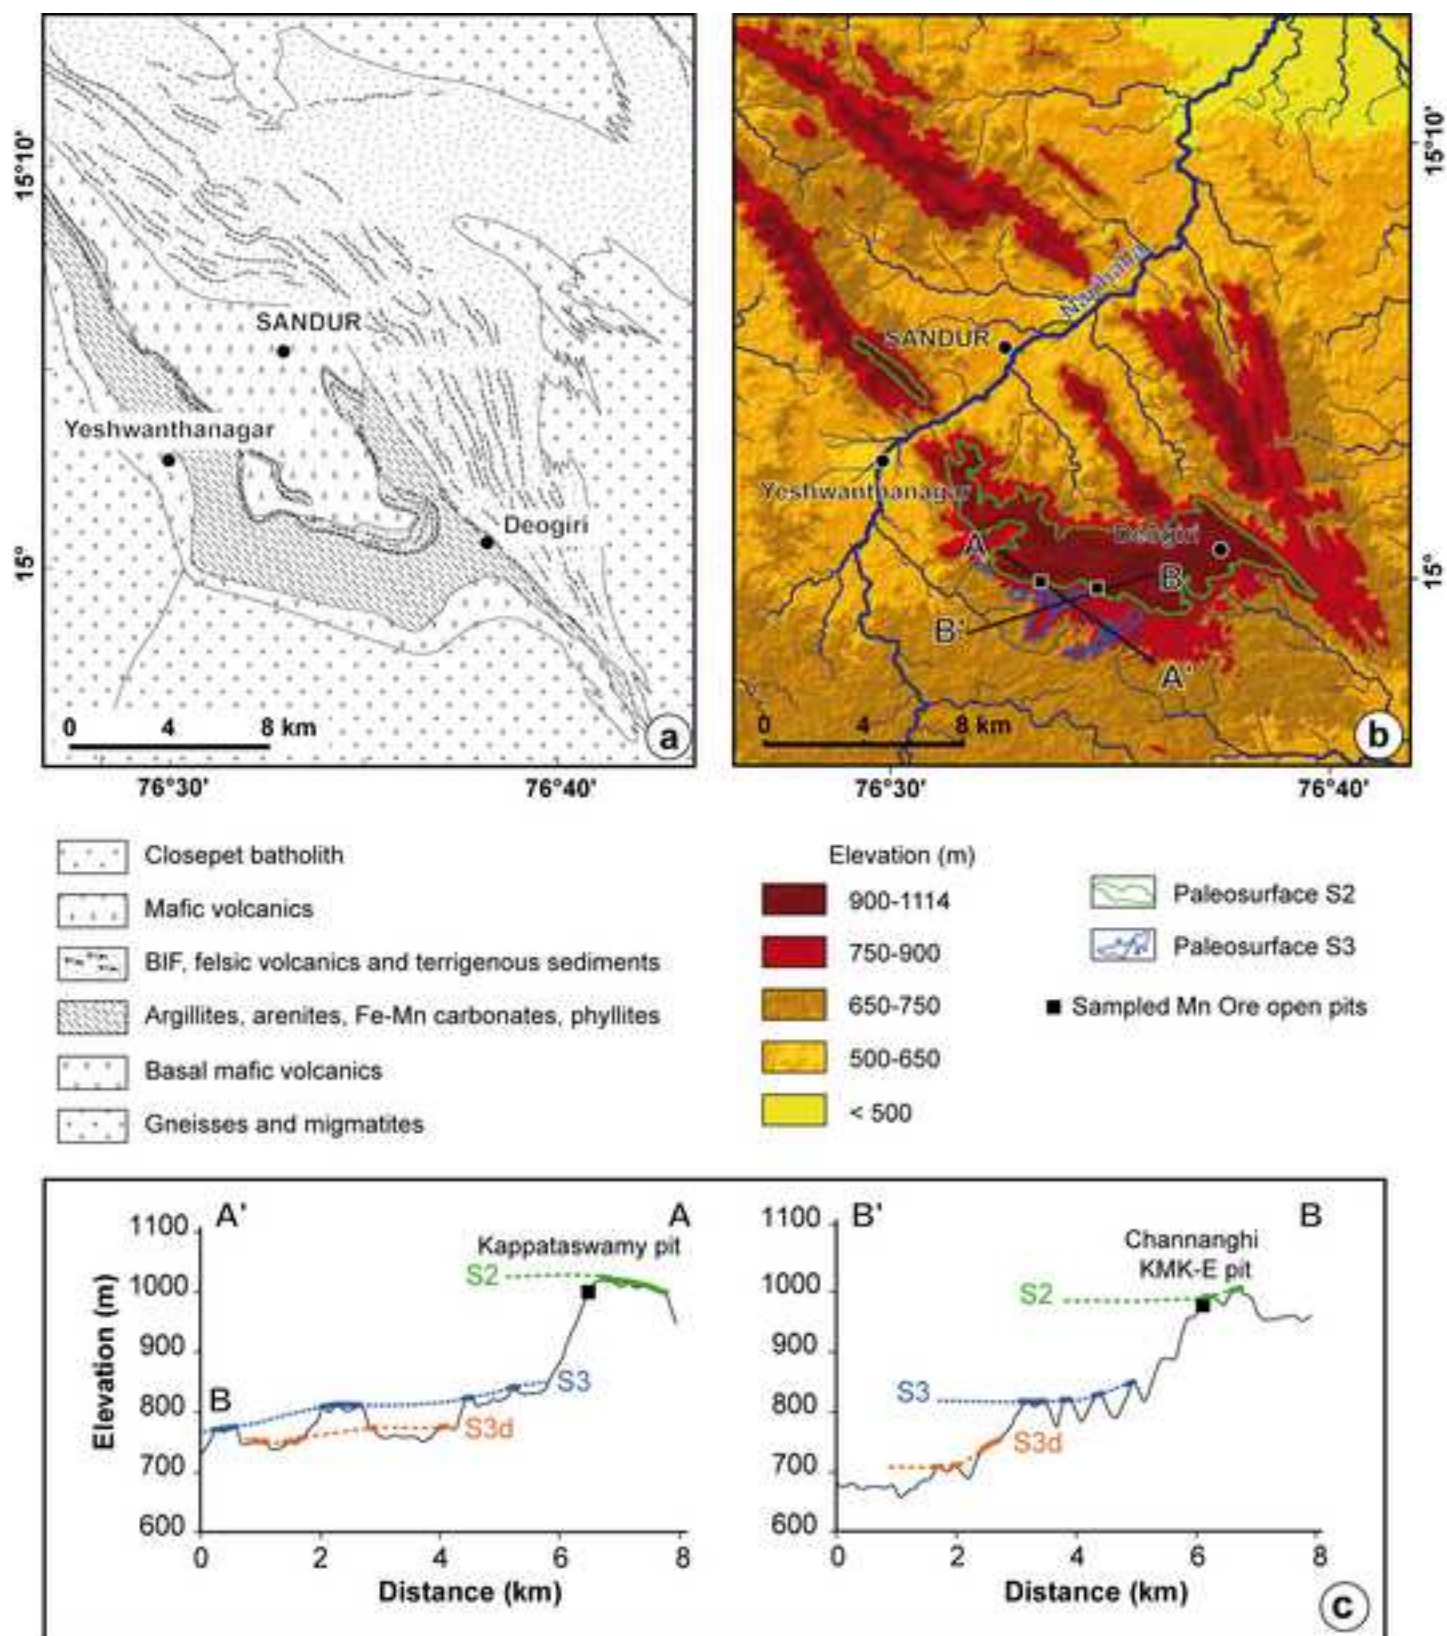 15°10'
15°
SANDUR
Yeshwanthanagar
Deogiri
0 4 8 km
a
76°30' 76°40'
15°10'
15°
Narihalla
SANDUR
Yeshwanthanagar
Deogiri
A
B
B'
A'
0 4 8 km
b
76°30' 76°40'
Closepet batholith
Mafic volcanics
BIF, felsic volcanics and terrigenous sediments
Argillites, arenites, Fe-Mn carbonates, phyllites
Basal mafic volcanics
Gneisses and migmatites
Elevation (m)
900-1114
750-900
650-750
500-650
< 500
Paleosurface S2
Paleosurface S3
Sampled Mn Ore open pits
A' A
Kappataswamy pit
S2
S3
B
S3d
Elevation (m)
1100
1000
900
800
700
600
0 2 4 6 8
Distance (km)
B' B
Channanghi
KMK-E pit
S2
S3
S3d
1100
1000
900
800
700
600
0 2 4 6 8
Distance (km)
c